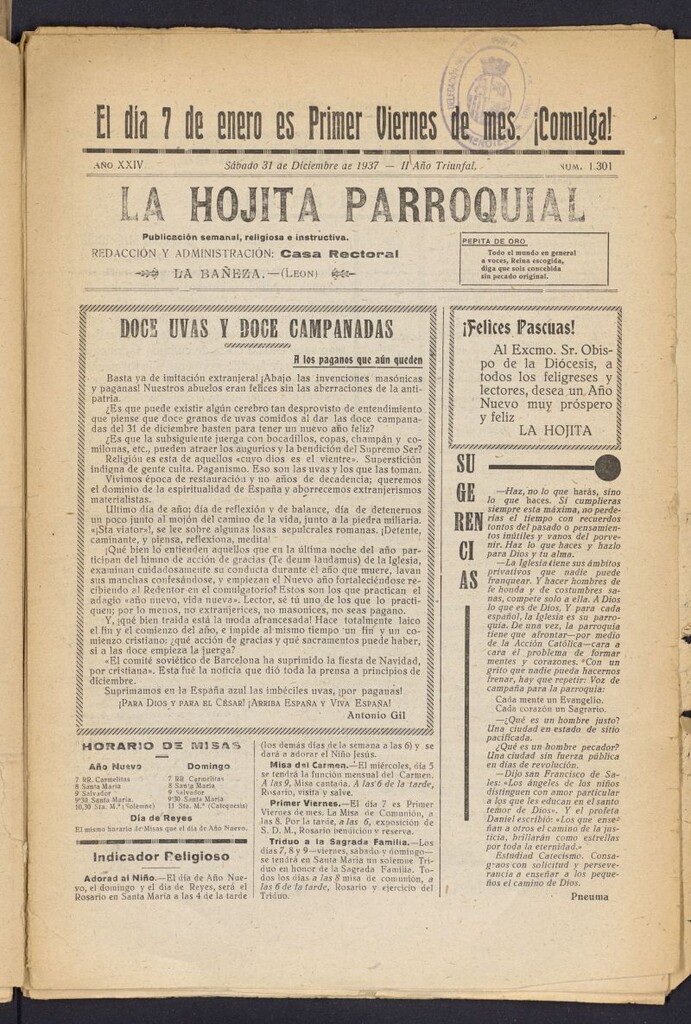 El día 7 de enero es Primer Viernes de mes. ¡Comulga!
AÑO XXIV
Sábado 31 de Diciembre de 1937 — II Año Triunfal.
NUM. 1.301
LA HOJITA PARROQUIAL
Publicación semanal, religiosa e instructiva.
REDACCIÓN Y ADMINISTRACIÓN: Casa Rectoral
LA BAÑEZA.—(LEON)
PEPITA DE ORO
Todo el mundo en general
a voces, Reina escogida,
diga que sois concebida
sin pecado original.
DOCE UVAS Y DOCE CAMPANADAS
A los paganos que aún queden
Basta ya de imitación extranjera! ¡Abajo las invenciones masónicas
y paganas! Nuestros abuelos eran felices sin las aberraciones de la anti-
patria.
¿Es que puede existir algún cerebro tan desprovisto de entendimiento
que piense que doce granos de uvas comidos al dar las doce campana-
das del 31 de diciembre basten para tener un nuevo año feliz?
¿Es que la subsiguiente juerga con bocadillos, copas, champán y co-
milonas, etc., pueden atraer los augurios y la bendición del Supremo Ser?
Religión es esta de aquellos «cuyo dios es el vientre». Superstición
indigna de gente culta. Paganismo. Eso son las uvas y los que las toman.
Vivimos época de restauración y no años de decadencia; queremos
el dominio de la espiritualidad de España y aborrecemos extranjerismos
materialistas.
Ultimo día de año; día de reflexión y de balance, día de detenernos
un poco junto al mojón del camino de la vida, junto a la piedra miliaria.
«¡Sta viator», se lee sobre algunas losas sepulcrales romanas. ¡Detente,
caminante, y piensa, reflexiona, medita!
¡Qué bien lo entienden aquellos que en la última noche del año par-
ticipan del himno de acción de gracias (Te deum laudamus) de la Iglesia,
examinan cuidadosamente su conducta durante el año que muere, lavan
sus manchas confesándose, y empiezan el Nuevo año fortaleciéndose re-
cibiendo al Redentor en el comulgatorio! Estos son los que practican el
adagio «año nuevo, vida nueva». Lector, sé tú uno de los que lo practi-
quen; por lo menos, no extranjerices, no masonices, no seas pagano.
Y, ¡qué bien traída está la moda afrancesada! Hace totalmente laico
el fin y el comienzo del año, e impide al mismo tiempo un fin y un co-
mienzo cristiano: ¿qué acción de gracias y qué sacramentos puede haber,
si a las doce empieza la juerga?
«El comité soviético de Barcelona ha suprimido la fiesta de Navidad,
por cristiana». Esta fué la noticia que dió toda la prensa a principios de
diciembre.
Suprimamos en la España azul las imbéciles uvas, ¡por paganas!
¡PARA DIOS Y PARA EL CÉSAR! ¡ARRIBA ESPAÑA Y VIVA ESPAÑA!
Antonio Gil
¡Felices Pascuas!
Al Excmo. Sr. Obis-
po de la Diócesis, a
todos los feligreses y
lectores, desea un Año
Nuevo muy próspero
y feliz
LA HOJITA
SUGERENCIAS
—Haz, no lo que harás, sino
lo que haces. Si cumplieras
siempre esta máxima, no perde-
rías el tiempo con recuerdos
tontos del pasado o pensamien-
tos inútiles y vanos del porve-
nir. Haz lo que haces y hazlo
para Dios y tu alma.
—La Iglesia tiene sus ámbitos
privativos que nadie puede
franquear. Y hacer hombres de
fe honda y de costumbres sa-
nas, compete solo a ella. A Dios
lo que es de Dios. Y para cada
español, la Iglesia es su parro-
quia. De una vez, la parroquia
tiene que afrontar—por medio
de la Acción Católica—cara a
cara el problema de formar
mentes y corazones. «Con un
grito que nadie pueda hacernos
frenar, hay que repetir: Voz de
campaña para la parroquia:
Cada mente un Evangelio.
Cada corazón un Sagrario.
—¿Qué es un hombre justo?
Una ciudad en estado de sitio
pacificada.
¿Qué es un hombre pecador?
Una ciudad sin fuerza pública
en días de revolución.
—Dijo san Francisco de Sa-
les: «Los ángeles de los niños
distinguen con amor particular
a los que les educan en el santo
temor de Dios». Y el profeta
Daniel escribió: «Los que ense-
ñan a otros el camino de la jus-
ticia, brillarán como estrellas
por toda la eternidad.»
Estudiad Catecismo. Consa-
graos con solicitud y perseve-
rancia a enseñar a los peque-
ños el camino de Dios.
Pneuma
HORARIO DE MISAS
Año Nuevo
7 RR. Carmelitas
8 Santa María
9 Salvador
9'30 Santa María.
10,30 Sta. M.ª (Solemne)
Domingo
7 RR. Carmelitas
8 Santa María
9 Salvador
9'30 Santa María
11 Sta. M.ª (Catequesis)
Día de Reyes
El mismo horario de Misas que el día de Año Nuevo.
Indicador Religioso
Adorad al Niño.—El día de Año Nue-
vo, el domingo y el día de Reyes, será el
Rosario en Santa María a las 4 de la tarde
(los demás días de la semana a las 6) y se
dará a adorar el Niño Jesús.
Misa del Carmen.—El miércoles, día 5
se tendrá la función mensual del Carmen.
A las 9, Misa cantada. A las 6 de la tarde,
Rosario, visita y salve.
Primer Viernes.—El día 7 es Primer
Viernes de mes. La Misa de Comunión, a
las 8. Por la tarde, a las 6, exposición de
S. D. M., Rosario bendición y reserva.
Triduo a la Sagrada Familia.—Los
días 7, 8 y 9—viernes, sábado y domingo—
se tendrá en Santa María un solemne Tri-
duo en honor de la Sagrada Familia. To-
dos los días a las 8 misa de comunión, a
las 6 de la tarde, Rosario y ejercicio del
Triduo.